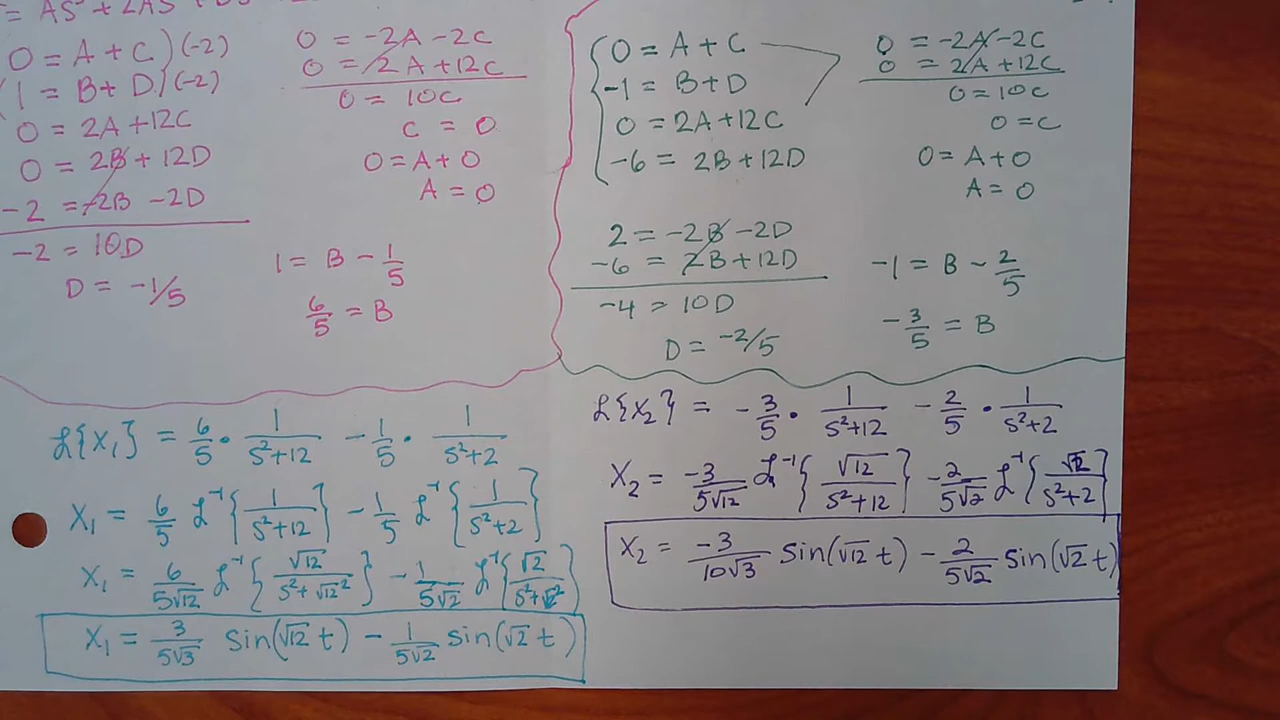 0 = A + C ) (-2)
1 = B + D / (-2)
0 = 2A + 12C
0 = 2B + 12D
-2 = -2B - 2D
-2 = 10D
D = -1/5
0 = -2A - 2C
0 = 2A + 12C
0 = 10C
C = 0
0 = A + 0
A = 0
1 = B - 1/5
6/5 = B
0 = A + C
-1 = B + D
0 = 2A + 12C
-6 = 2B + 12D
2 = -2B - 2D
-6 = 2B + 12D
-4 = 10D
D = -2/5
0 = -2A - 2C
0 = 2A + 12C
0 = 10C
0 = C
0 = A + 0
A = 0
-1 = B - 2/5
-3/5 = B
ℒ{X₁} = 6/5 · 1/(S²+12) - 1/5 · 1/(S²+2)
X₁ = 6/5 ℒ⁻¹{1/(S²+12)} - 1/5 ℒ⁻¹{1/(S²+2)}
X₁ = 6/(5√12) ℒ⁻¹{√12/(S²+√12²)} - 1/(5√2) ℒ⁻¹{√2/(S²+√2²)}
X₁ = 3/(5√3) sin(√12 t) - 1/(5√2) sin(√2 t)
ℒ{X₂} = -3/5 · 1/(S²+12) - 2/5 · 1/(S²+2)
X₂ = -3/(5√12) ℒ⁻¹{√12/(S²+12)} - 2/(5√2) ℒ⁻¹{√2/(S²+2)}
X₂ = -3/(10√3) sin(√12 t) - 2/(5√2) sin(√2 t)